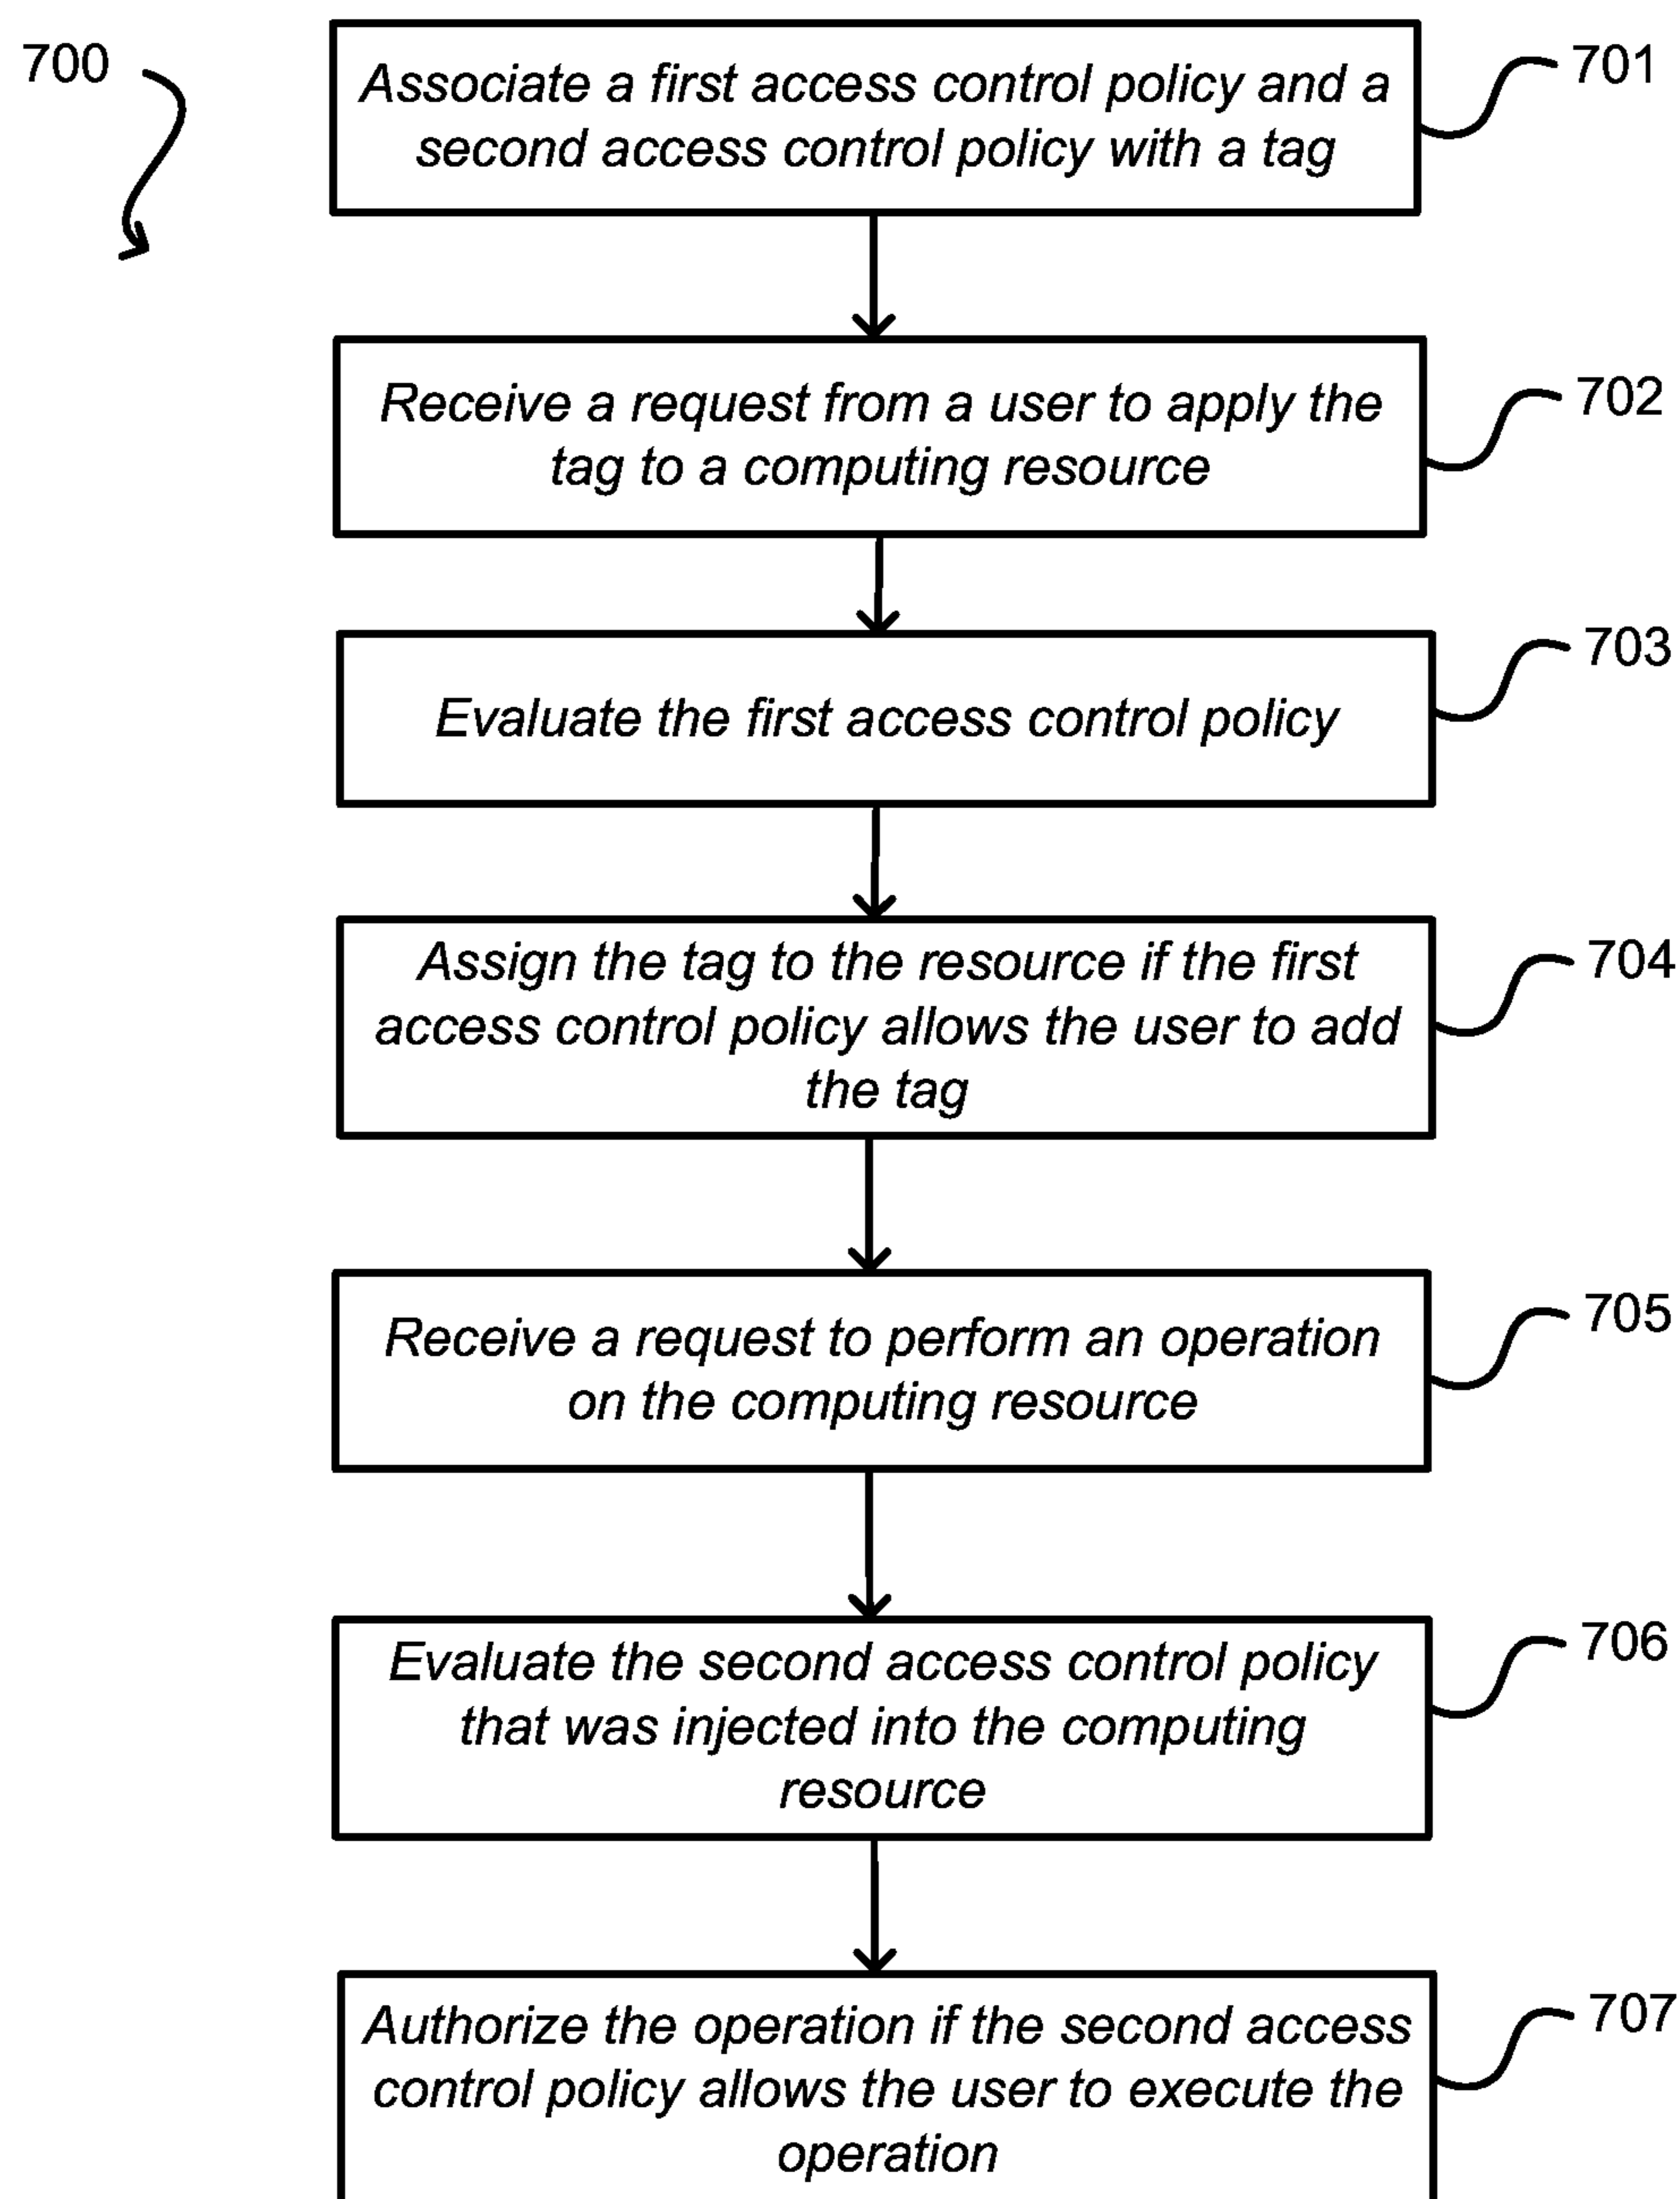 700
Associate a first access control policy and a
second access control policy with a tag
701
Receive a request from a user to apply the
tag to a computing resource
702
Evaluate the first access control policy
703
Assign the tag to the resource if the first
access control policy allows the user to add
the tag
704
Receive a request to perform an operation
on the computing resource
705
Evaluate the second access control policy
that was injected into the computing
resource
706
Authorize the operation if the second access
control policy allows the user to execute the
operation
707